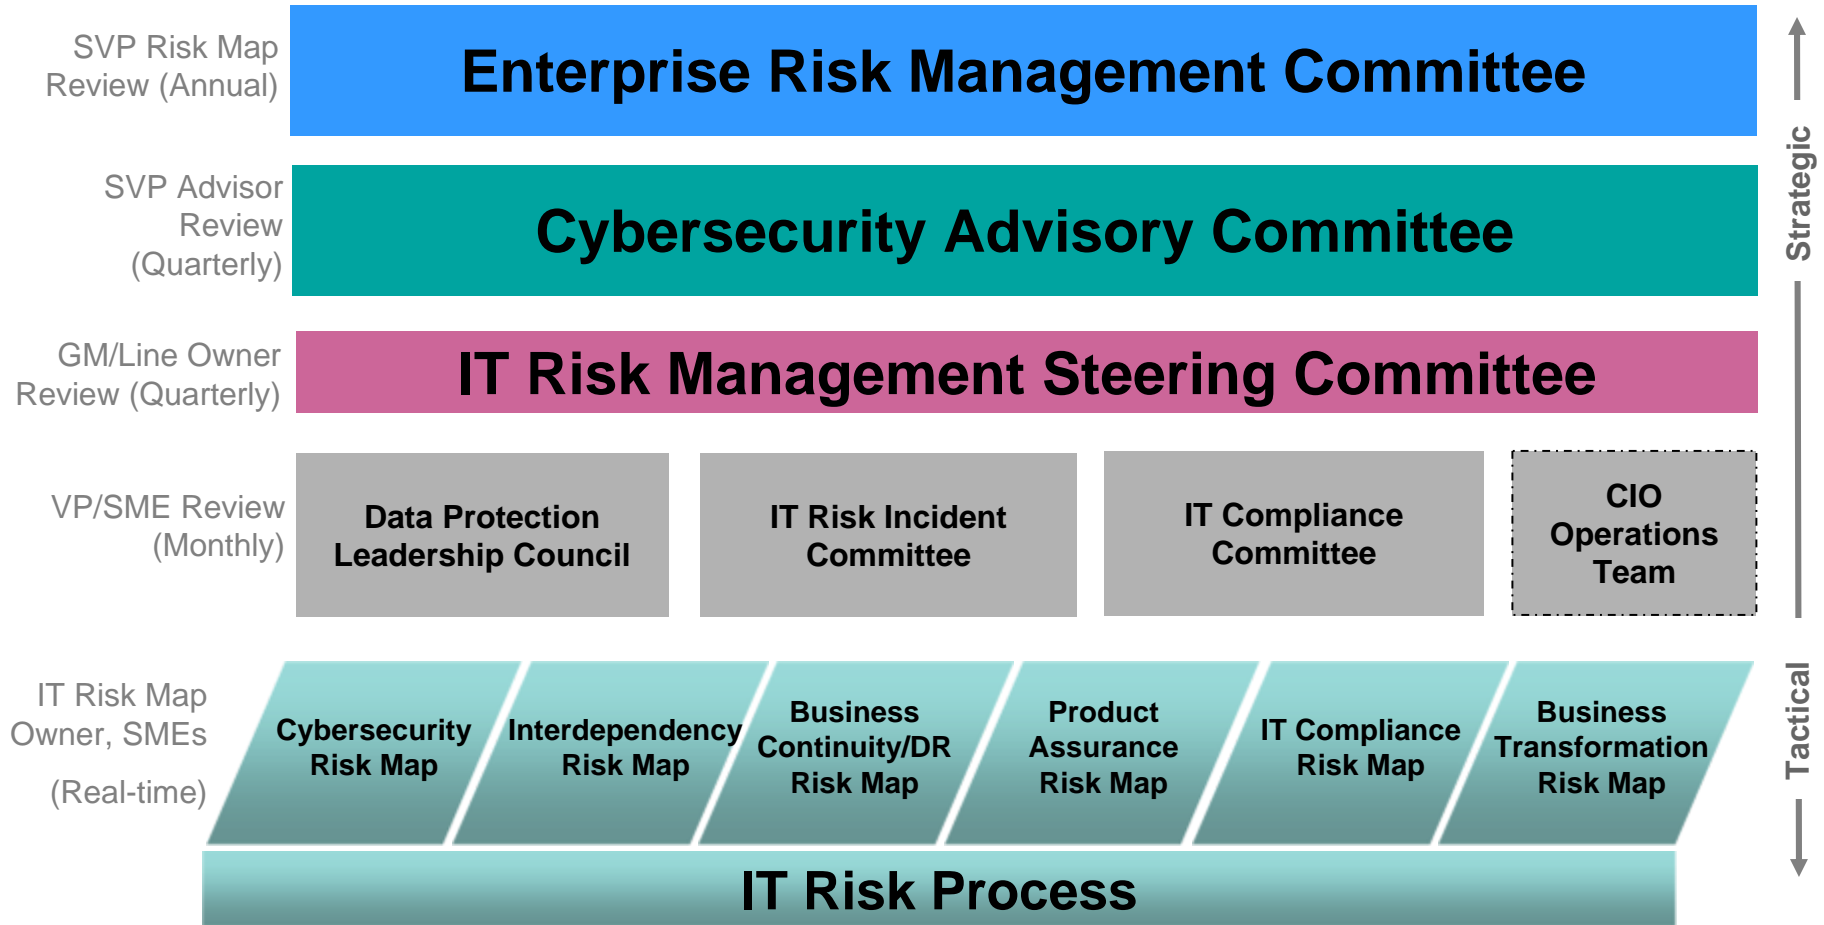 SVP Risk Map
Review (Annual)
Enterprise Risk Management Committee
SVP Advisor
Review
(Quarterly)
Cybersecurity Advisory Committee
Strategic
GM/Line Owner
Review (Quarterly)
IT Risk Management Steering Committee
VP/SME Review
(Monthly)
Data Protection
Leadership Council
IT Risk Incident
Committee
IT Compliance
Committee
CIO
Operations
Team
IT Risk Map
Owner, SMEs
(Real-time)
Cybersecurity
Risk Map
Interdependency
Risk Map
Business
Continuity/DR
Risk Map
Product
Assurance
Risk Map
IT Compliance
Risk Map
Business
Transformation
Risk Map
Tactical
IT Risk Process